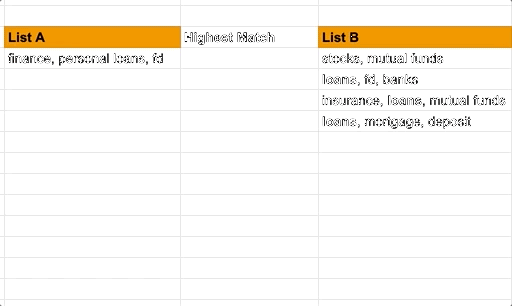 List A Highest Match List B
finance, personal loans, fd stocks, mutual funds
loans, fd, banks
insurance, loans, mutual funds
loans, mortgage, deposit